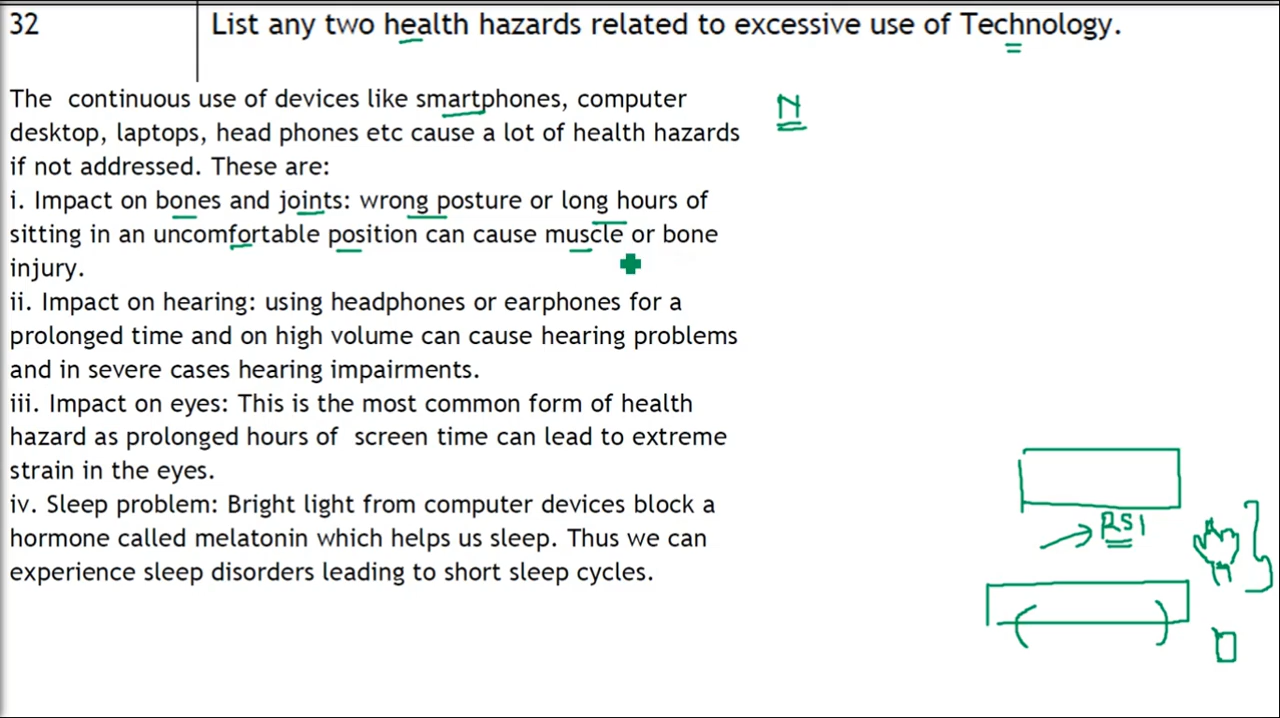 32 List any two health hazards related to excessive use of Technology.
The continuous use of devices like smartphones, computer
desktop, laptops, head phones etc cause a lot of health hazards
if not addressed. These are:
i. Impact on bones and joints: wrong posture or long hours of
sitting in an uncomfortable position can cause muscle or bone
injury.
ii. Impact on hearing: using headphones or earphones for a
prolonged time and on high volume can cause hearing problems
and in severe cases hearing impairments.
iii. Impact on eyes: This is the most common form of health
hazard as prolonged hours of screen time can lead to extreme
strain in the eyes.
iv. Sleep problem: Bright light from computer devices block a
hormone called melatonin which helps us sleep. Thus we can
experience sleep disorders leading to short sleep cycles.
N
RSI